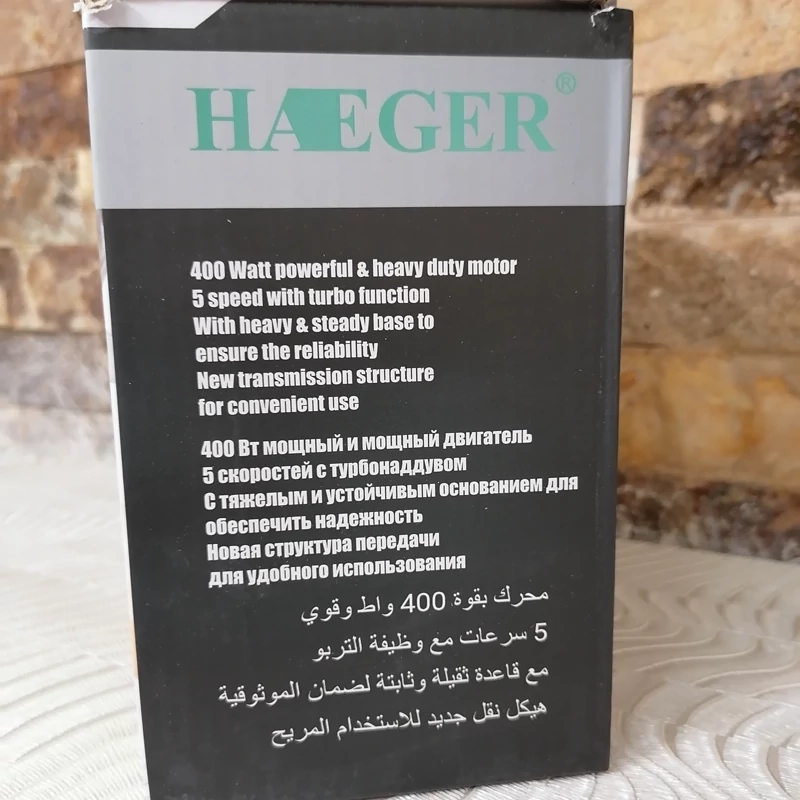 HAEGER®
400 Watt powerful & heavy duty motor
5 speed with turbo function
With heavy & steady base to
ensure the reliability
New transmission structure
for convenient use
400 Вт мощный и мощный двигатель
5 скоростей с турбонаддувом
С тяжелым и устойчивым основанием для
обеспечить надежность
Новая структура передачи
для удобного использования
محرك بقوة 400 واط وقوي
5 سرعات مع وظيفة التربو
مع قاعدة ثقيلة وثابتة لضمان الموثوقية
هيكل نقل جديد للاستخدام المريح